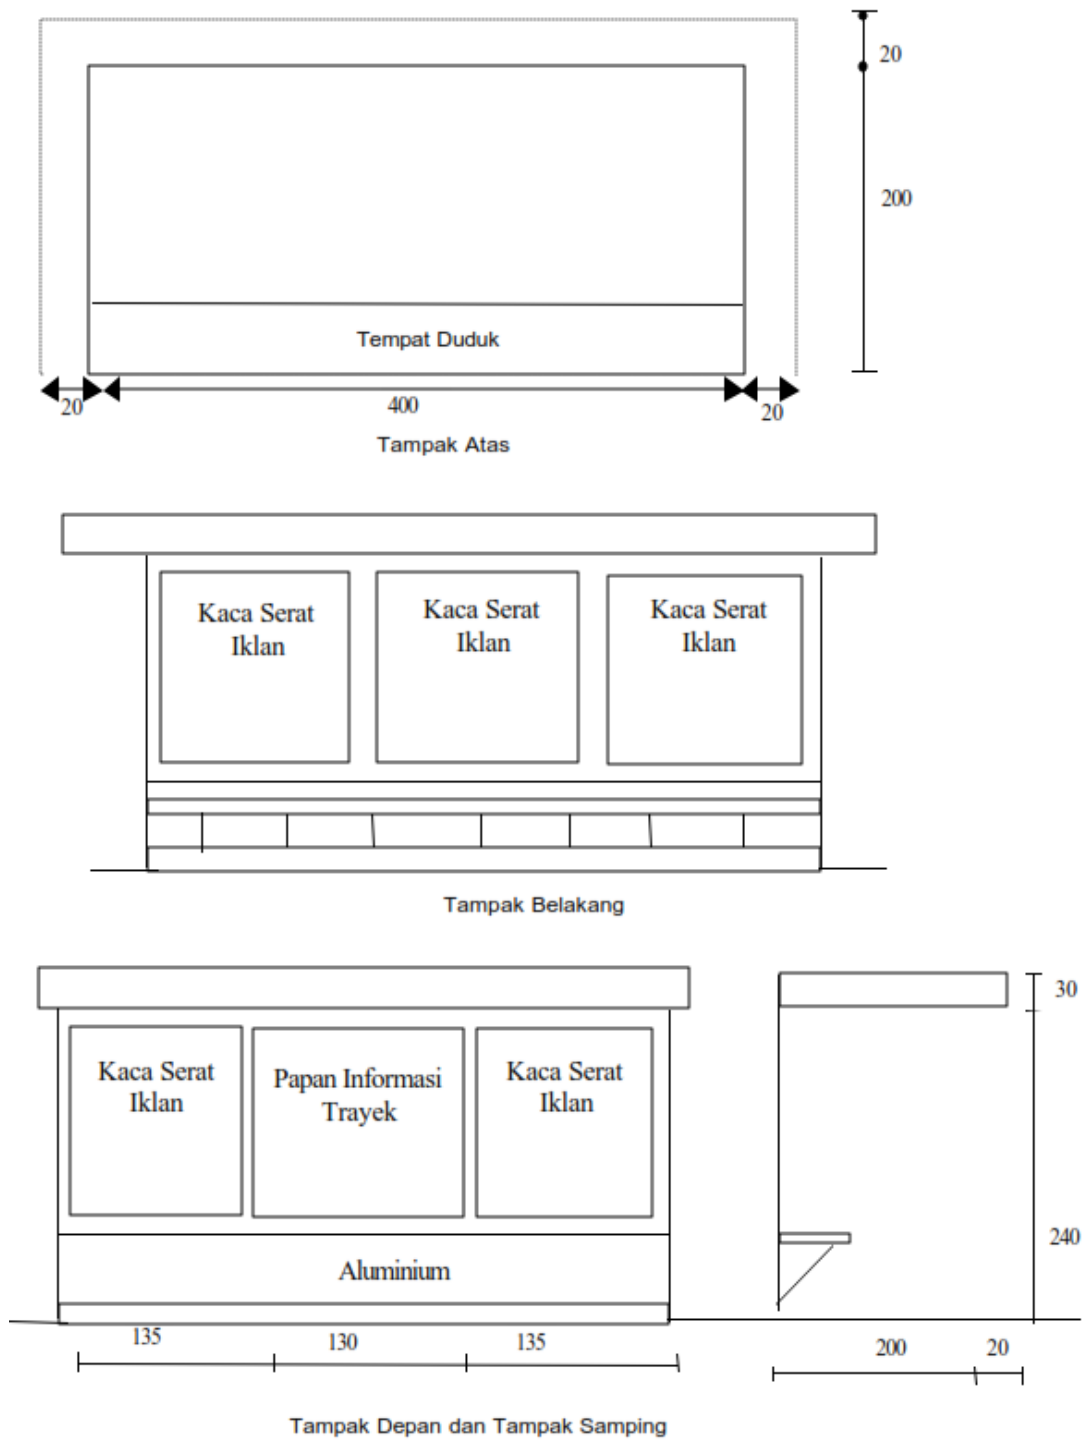 20
200
Tempat Duduk
20
400
20
Tampak Atas
Kaca Serat
Iklan
Kaca Serat
Iklan
Kaca Serat
Iklan
Tampak Belakang
30
Kaca Serat
Iklan
Papan Informasi
Trayek
Kaca Serat
Iklan
240
Aluminium
135
130
135
200
20
Tampak Depan dan Tampak Samping